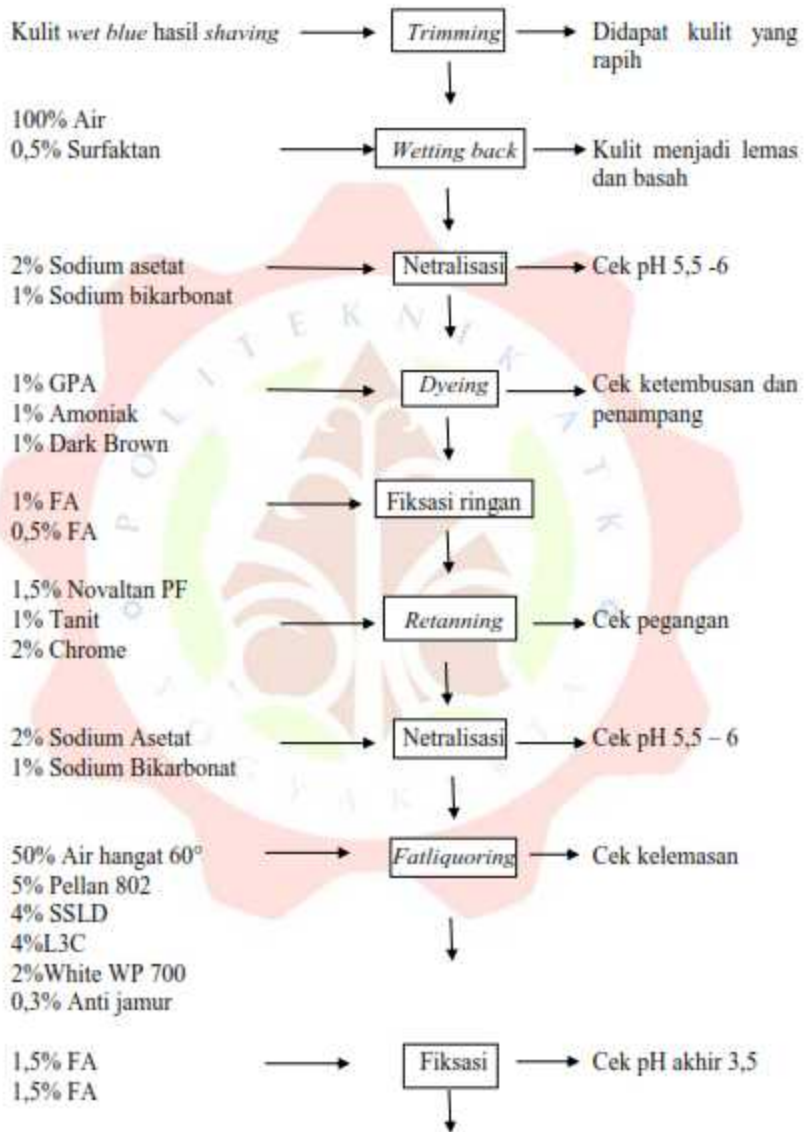 Kulit wet blue hasil shaving
Trimming
Didapat kulit yang
rapih
100% Air
0,5% Surfaktan
Wetting back
Kulit menjadi lemas
dan basah
2% Sodium asetat
1% Sodium bikarbonat
Netralisasi
Cek pH 5,5 -6
1% GPA
1% Amoniak
1% Dark Brown
Dyeing
Cek ketembusan dan
penampang
1% FA
0,5% FA
Fiksasi ringan
1,5% Novaltan PF
1% Tanit
2% Chrome
Retanning
Cek pegangan
2% Sodium Asetat
1% Sodium Bikarbonat
Netralisasi
Cek pH 5,5 – 6
50% Air hangat 60°
5% Pellan 802
4% SSLD
4%L3C
2%White WP 700
0,3% Anti jamur
Fatliquoring
Cek kelemasan
1,5% FA
1,5% FA
Fiksasi
Cek pH akhir 3,5
POLITEKNIK ATK
YOGYAKARTA